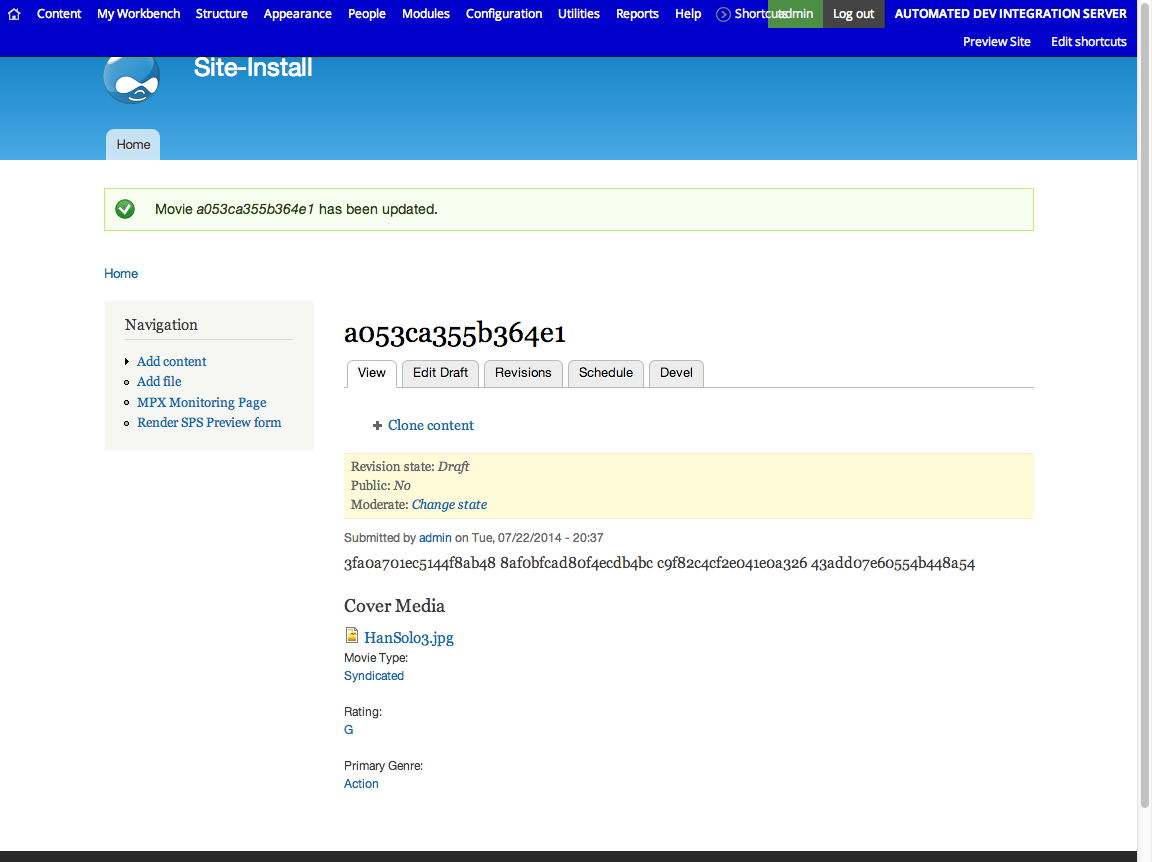 Content My Workbench Structure Appearance People Modules Configuration Utilities Reports Help Shortcuts admin Log out AUTOMATED DEV INTEGRATION SERVER
Preview Site Edit shortcuts
Site-Install
Home
Movie a053ca355b364e1 has been updated.
Home
Navigation
Add content
Add file
MPX Monitoring Page
Render SPS Preview form
a053ca355b364e1
View Edit Draft Revisions Schedule Devel
Clone content
Revision state: Draft
Public: No
Moderate: Change state
Submitted by admin on Tue, 07/22/2014 - 20:37
3fa0a701ec5144f8ab48 8af0bfcad80f4ecdb4bc c9f82c4cf2e041e0a326 43add07e60554b448a54
Cover Media
HanSolo3.jpg
Movie Type:
Syndicated
Rating:
G
Primary Genre:
Action